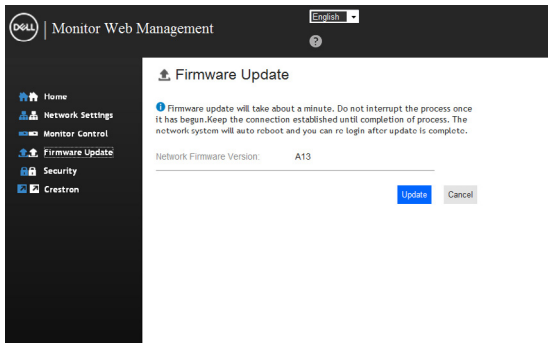 DELL | Monitor Web Management
English
?
Firmware Update
Home
Network Settings
Monitor Control
Firmware Update
Security
Crestron
Firmware update will take about a minute. Do not interrupt the process once
it has begun.Keep the connection established until completion of process. The
network system will auto reboot and you can re login after update is complete.
Network Firmware Version: A13
Update Cancel